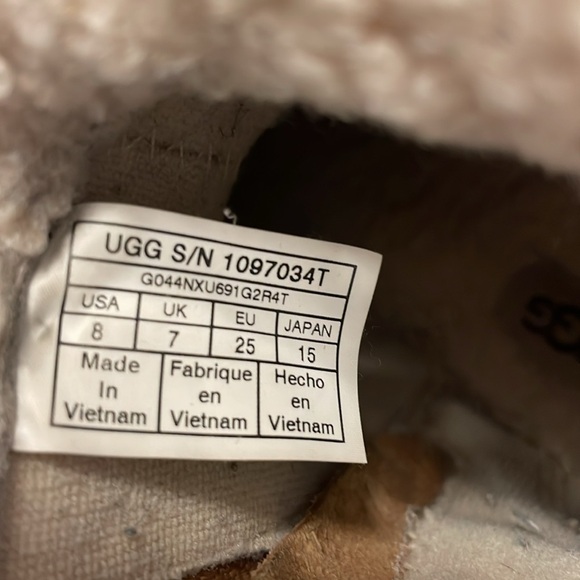 UGG S/N 1097034T
G044NXU691G2R4T
USA UK EU JAPAN
8 7 25 15
Made In Vietnam
Fabrique en Vietnam
Hecho en Vietnam